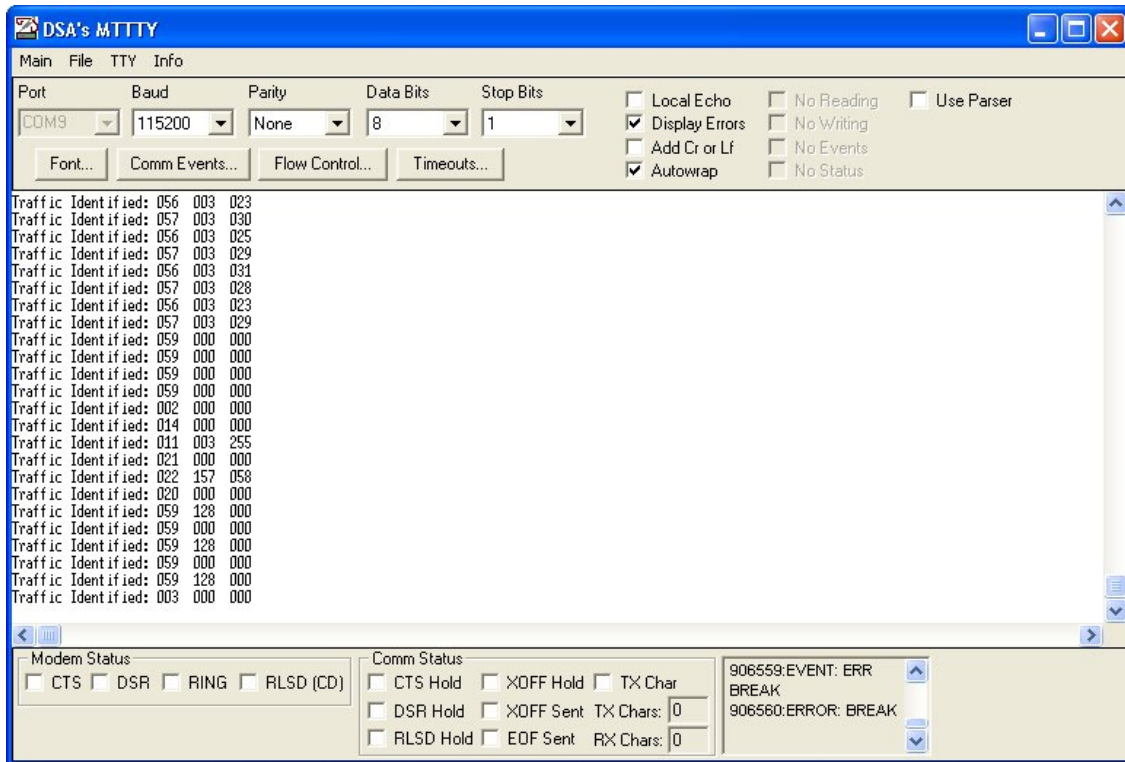 DSA's MTTTY
Main File TTY Info
Port Baud Parity Data Bits Stop Bits
COM9 115200 None 8 1
Font... Comm Events... Flow Control... Timeouts...
Local Echo No Reading Use Parser
Display Errors No Writing
Add Cr or Lf No Events
Autowrap No Status
Traffic Identified: 056 003 023
Traffic Identified: 057 003 030
Traffic Identified: 056 003 025
Traffic Identified: 057 003 029
Traffic Identified: 056 003 031
Traffic Identified: 057 003 028
Traffic Identified: 056 003 023
Traffic Identified: 057 003 029
Traffic Identified: 059 000 000
Traffic Identified: 059 000 000
Traffic Identified: 059 000 000
Traffic Identified: 059 000 000
Traffic Identified: 002 000 000
Traffic Identified: 014 000 000
Traffic Identified: 011 003 255
Traffic Identified: 021 000 000
Traffic Identified: 022 157 058
Traffic Identified: 020 000 000
Traffic Identified: 059 128 000
Traffic Identified: 059 000 000
Traffic Identified: 059 128 000
Traffic Identified: 059 000 000
Traffic Identified: 059 128 000
Traffic Identified: 003 000 000
Modem Status
CTS DSR RING RLSD (CD)
Comm Status
CTS Hold XOFF Hold TX Char
DSR Hold XOFF Sent TX Chars: 0
RLSD Hold EOF Sent RX Chars: 0
906559:EVENT: ERR
BREAK
906560:ERROR: BREAK